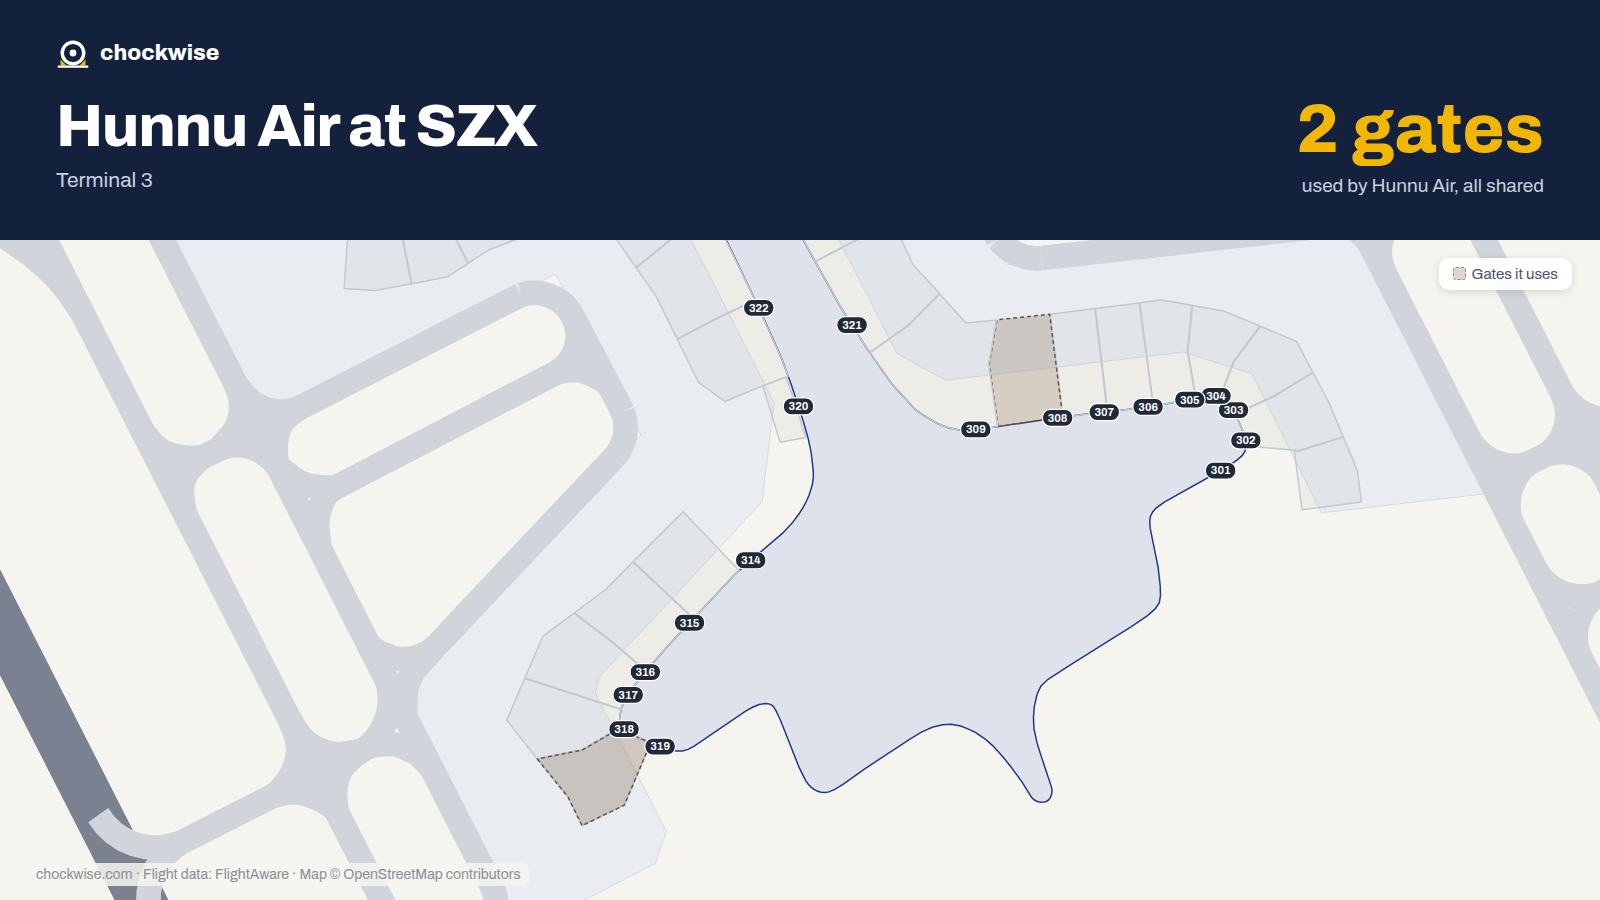 chockwise
Hunnu Air at SZX
Terminal 3
2 gates
used by Hunnu Air, all shared
Gates it uses
322
321
320
309
308
307
306
305
304
303
302
301
314
315
316
317
318
319
chockwise.com · Flight data: FlightAware · Map © OpenStreetMap contributors